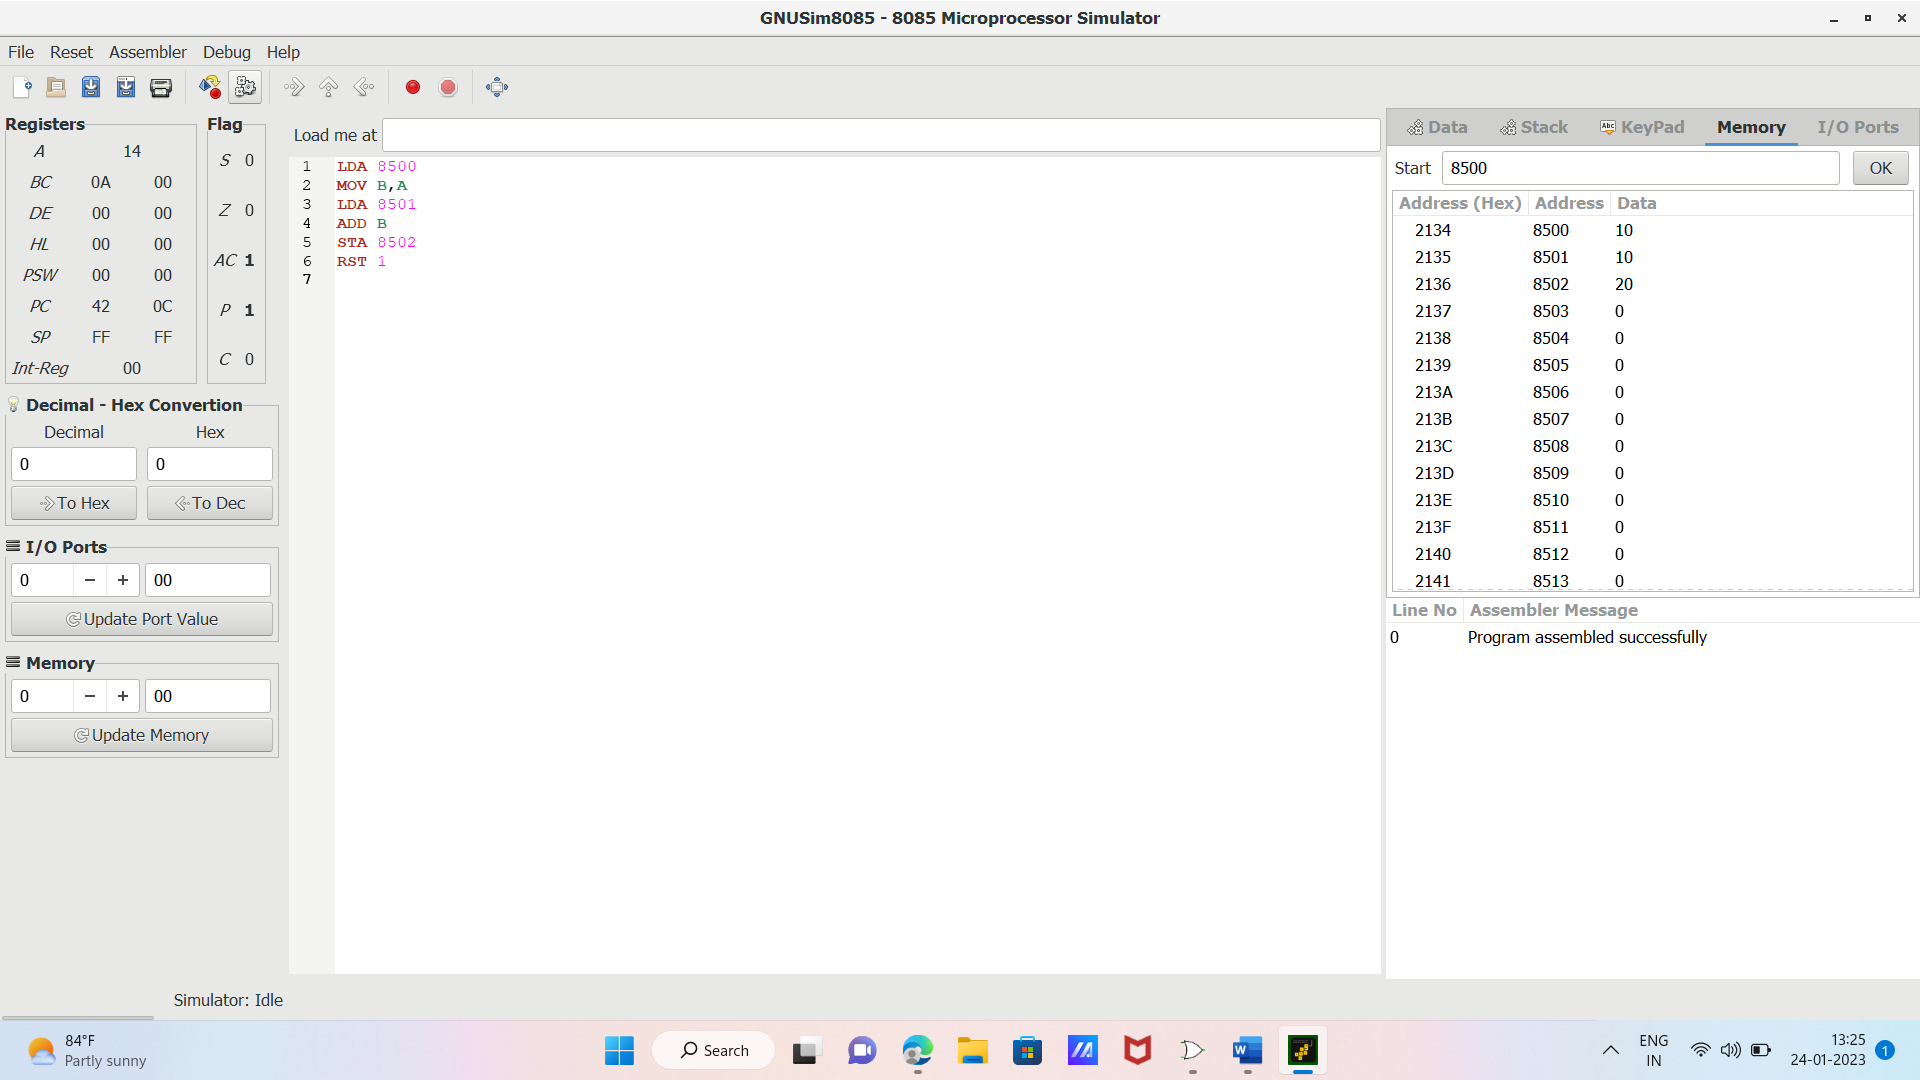 GNUSim8085 - 8085 Microprocessor Simulator
File Reset Assembler Debug Help
Registers
A 14
BC 0A 00
DE 00 00
HL 00 00
PSW 00 00
PC 42 0C
SP FF FF
Int-Reg 00
Flag
S 0
Z 0
AC 1
P 1
C 0
Decimal - Hex Convertion
Decimal Hex
0 0
To Hex To Dec
I/O Ports
0 − + 00
Update Port Value
Memory
0 − + 00
Update Memory
Load me at
1 LDA 8500
2 MOV B,A
3 LDA 8501
4 ADD B
5 STA 8502
6 RST 1
7
Data Stack Abc KeyPad Memory I/O Ports
Start 8500 OK
Address (Hex) Address Data
2134 8500 10
2135 8501 10
2136 8502 20
2137 8503 0
2138 8504 0
2139 8505 0
213A 8506 0
213B 8507 0
213C 8508 0
213D 8509 0
213E 8510 0
213F 8511 0
2140 8512 0
2141 8513 0
Line No Assembler Message
0 Program assembled successfully
Simulator: Idle
84°F
Partly sunny
Search
W
ENG
IN
13:25
24-01-2023
1